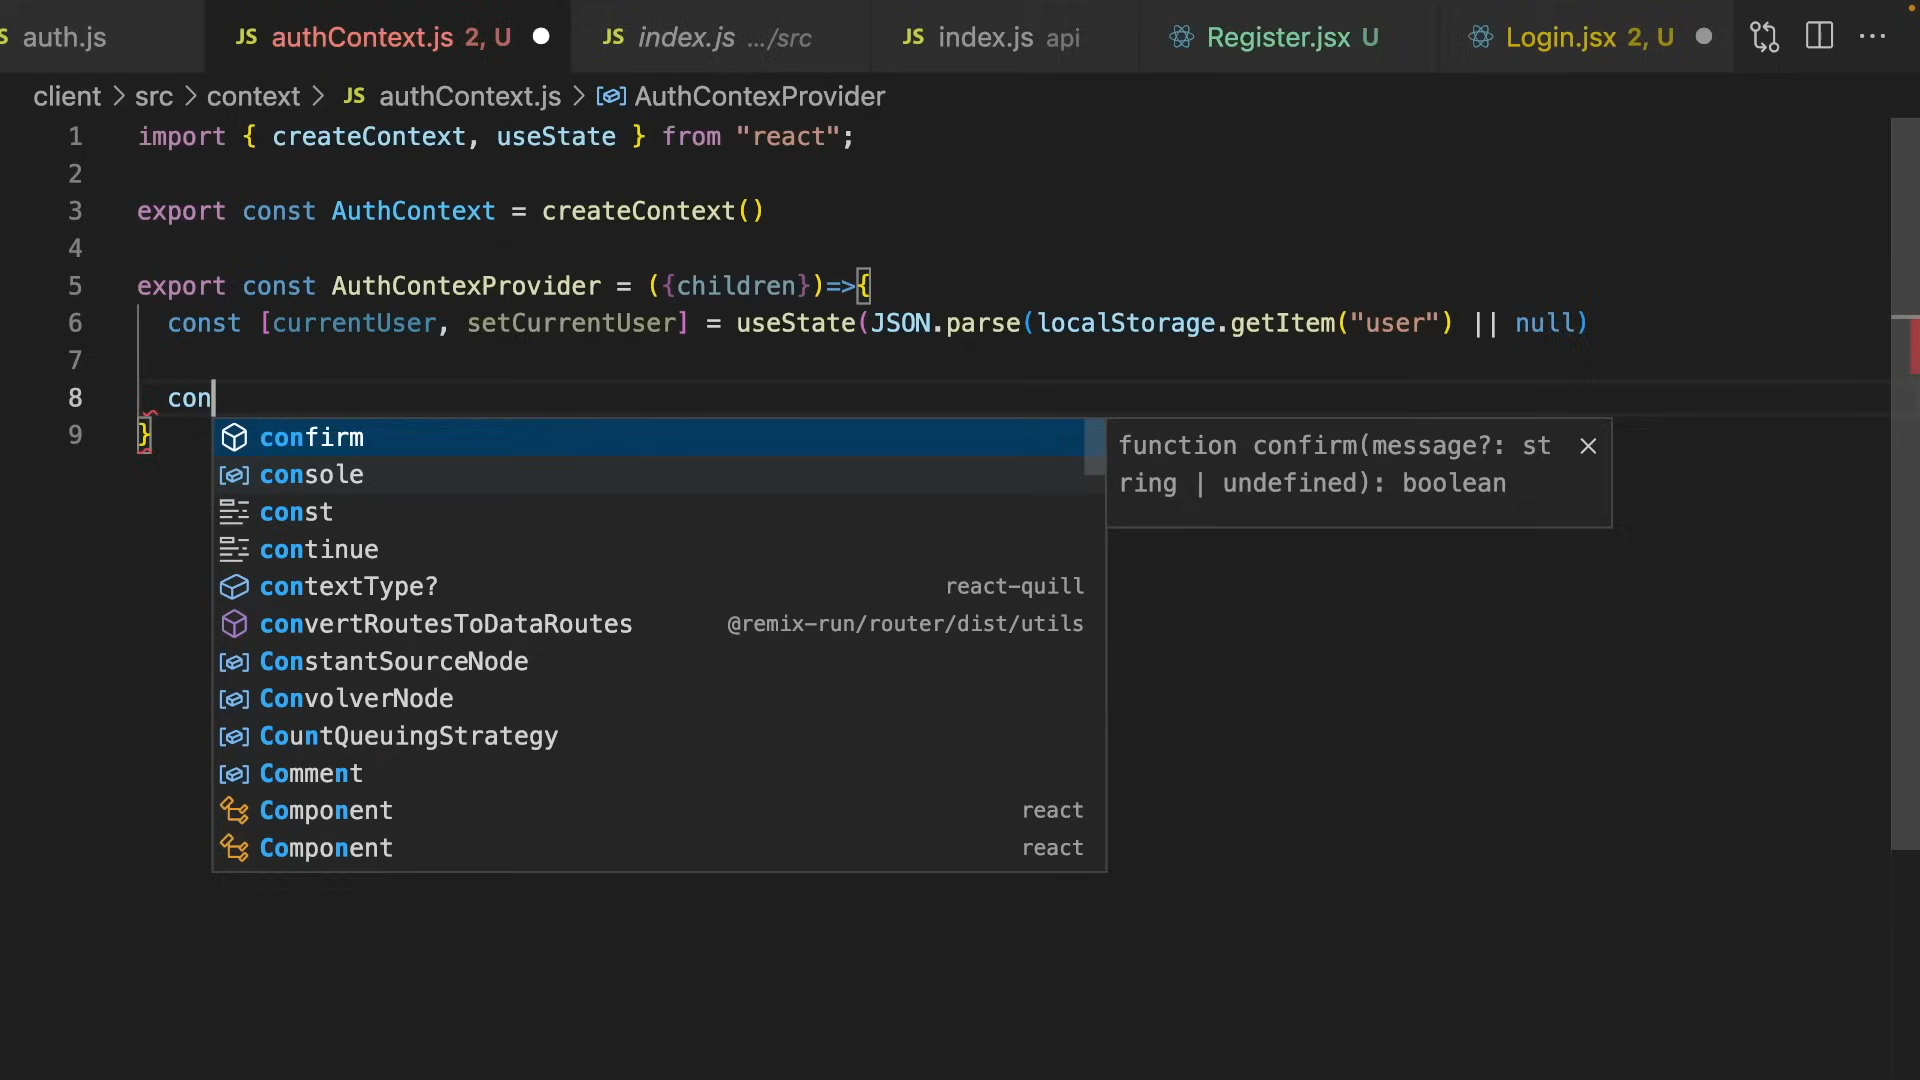 auth.js JS authContext.js 2, U JS index.js .../src JS index.js api Register.jsx U Login.jsx 2, U ...
client > src > context > JS authContext.js > AuthContexProvider
1 import { createContext, useState } from "react";
2
3 export const AuthContext = createContext()
4
5 export const AuthContexProvider = ({children})=>{
6 const [currentUser, setCurrentUser] = useState(JSON.parse(localStorage.getItem("user") || null)
7
8 con
9 }
confirm
console
const
continue
contextType? react-quill
convertRoutesToDataRoutes @remix-run/router/dist/utils
ConstantSourceNode
ConvolverNode
CountQueuingStrategy
Comment
Component react
Component react
function confirm(message?: st
ring | undefined): boolean